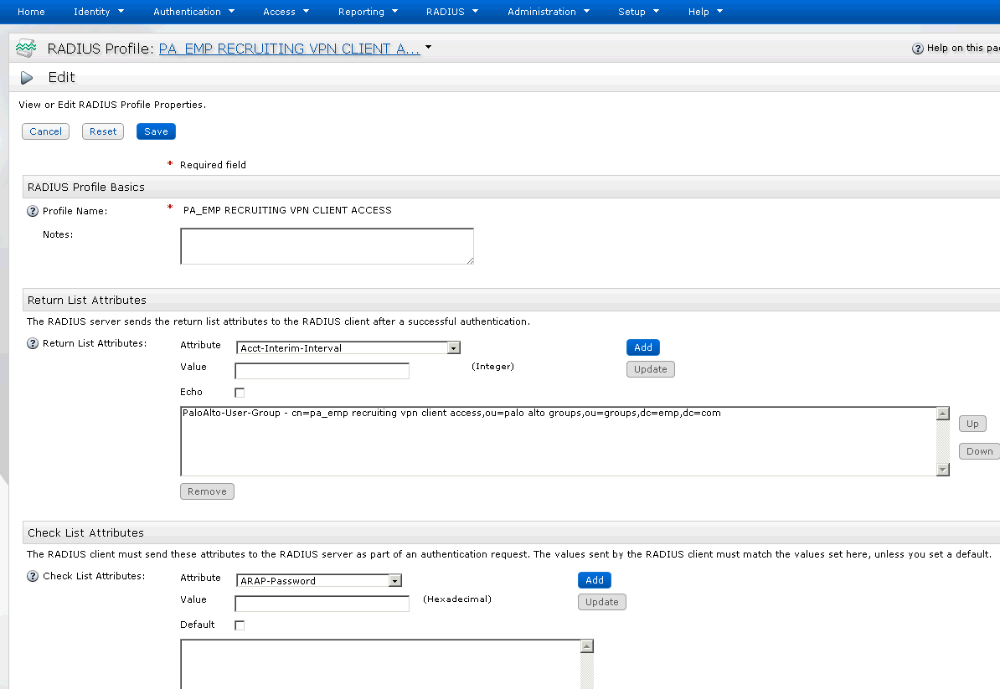 Home Identity Authentication Access Reporting RADIUS Administration Setup Help
RADIUS Profile: PA_EMP RECRUITING VPN CLIENT A... Help on this pa
Edit
View or Edit RADIUS Profile Properties.
Cancel Reset Save
* Required field
RADIUS Profile Basics
? Profile Name: * PA_EMP RECRUITING VPN CLIENT ACCESS
Notes:
Return List Attributes
The RADIUS server sends the return list attributes to the RADIUS client after a successful authentication.
? Return List Attributes: Attribute Acct-Interim-Interval Add
Value (Integer) Update
Echo
PaloAlto-User-Group - cn=pa_emp recruiting vpn client access,ou=palo alto groups,ou=groups,dc=emp,dc=com
Up
Down
Remove
Check List Attributes
The RADIUS client must send these attributes to the RADIUS server as part of an authentication request. The values sent by the RADIUS client must match the values set here, unless you set a default.
? Check List Attributes: Attribute ARAP-Password Add
Value (Hexadecimal) Update
Default